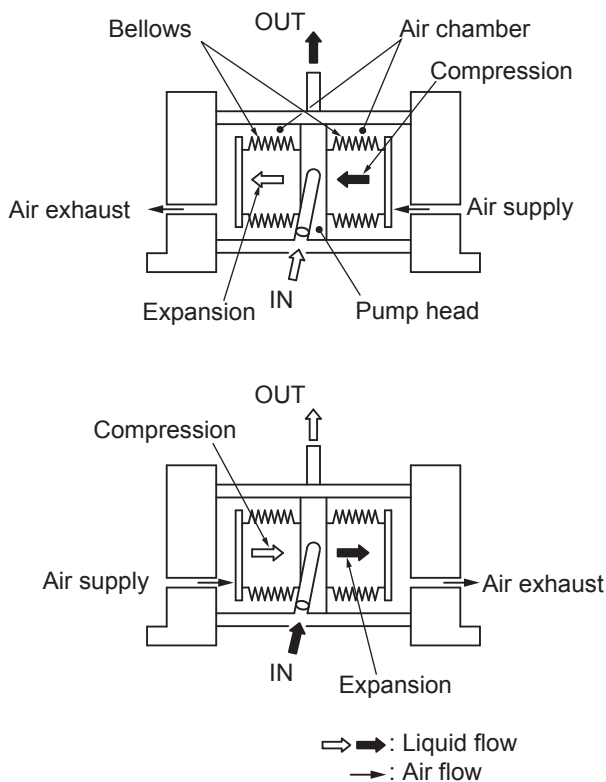 OUT
Bellows
Air chamber
Compression
Air exhaust
Air supply
IN
Expansion
Pump head
OUT
Compression
Air supply
Air exhaust
IN
Expansion
: Liquid flow
: Air flow